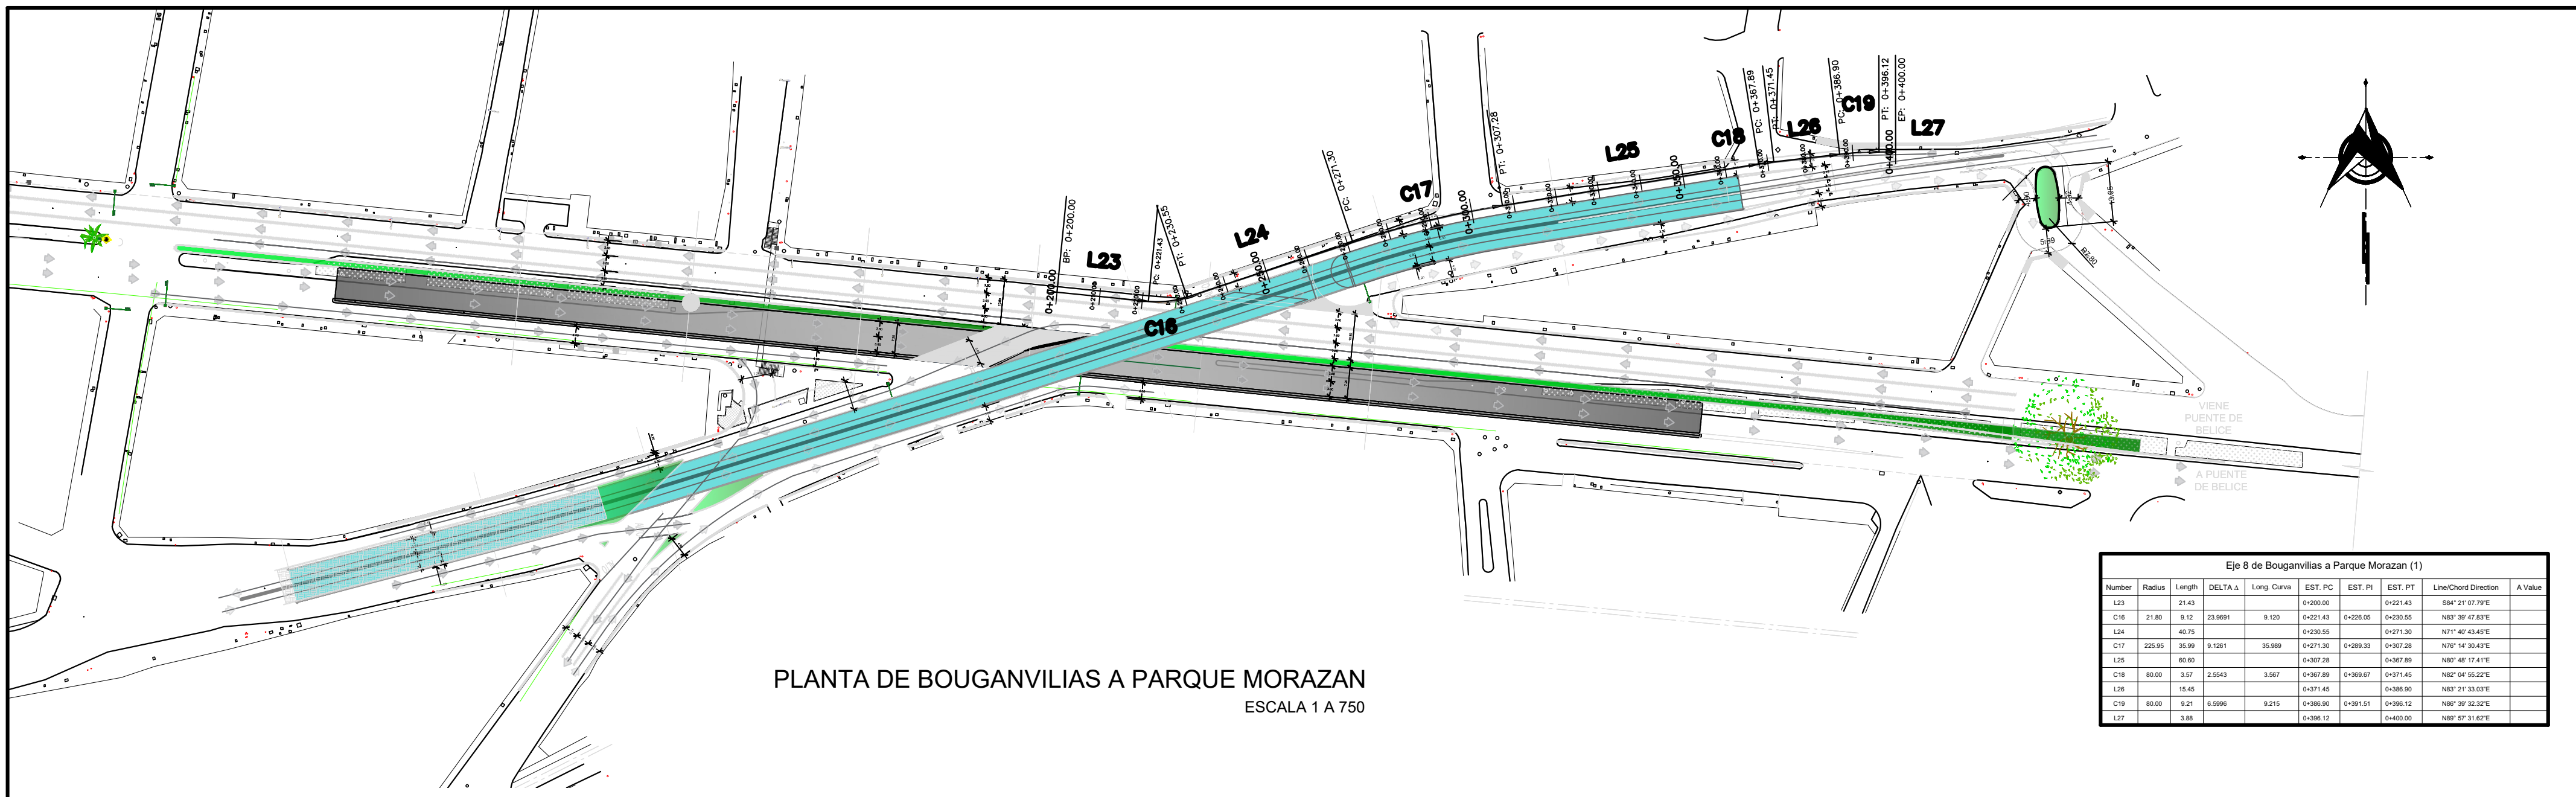 BP: 0+200.00
0+200.00
L23
PC: 0+221.43
PT: 0+230.55
C16
L24
0+250.00
PC: 0+271.30
C17
0+300.00
PT: 0+307.28
L25
0+350.00
C18
PC: 0+367.89
PT: 0+371.45
L26
PC: 0+386.90
C19
PT: 0+396.12
EP: 0+400.00
0+400.00
L27
13.85
5.89
R7.80
VIENE
PUENTE DE
BELICE
A PUENTE
DE BELICE
PLANTA DE BOUGANVILIAS A PARQUE MORAZAN
ESCALA 1 A 750
Eje 8 de Bouganvilias a Parque Morazan (1)
Number Radius Length DELTA Δ Long. Curva EST. PC EST. PI EST. PT Line/Chord Direction A Value
L23 21.43 0+200.00 0+221.43 S84° 21' 07.79"E
C16 21.80 9.12 23.9691 9.120 0+221.43 0+226.05 0+230.55 N83° 39' 47.83"E
L24 40.75 0+230.55 0+271.30 N71° 40' 43.45"E
C17 225.95 35.99 9.1261 35.989 0+271.30 0+289.33 0+307.28 N76° 14' 30.43"E
L25 60.60 0+307.28 0+367.89 N80° 48' 17.41"E
C18 80.00 3.57 2.5543 3.567 0+367.89 0+369.67 0+371.45 N82° 04' 55.22"E
L26 15.45 0+371.45 0+386.90 N83° 21' 33.03"E
C19 80.00 9.21 6.5996 9.215 0+386.90 0+391.51 0+396.12 N86° 39' 32.32"E
L27 3.88 0+396.12 0+400.00 N89° 57' 31.62"E